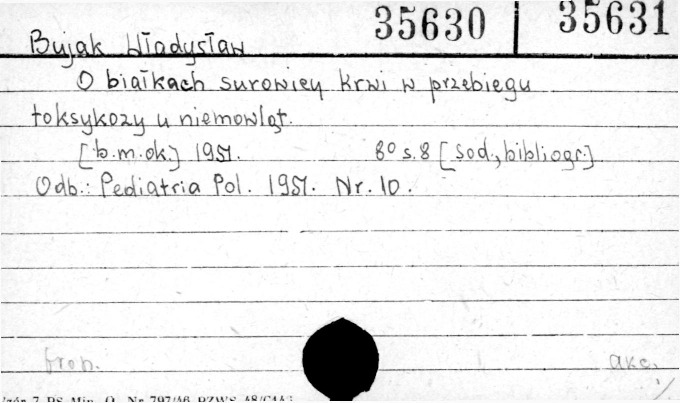 35630 | 35631
Bujak Władysław
O białkach surowicy krwi w przebiegu
toksykozy u niemowląt.
[b.m.ok.] 1951. 8° s.8 [sod., bibliogr.]
Odb.: Pediatria Pol. 1951. Nr. 10.
akc.